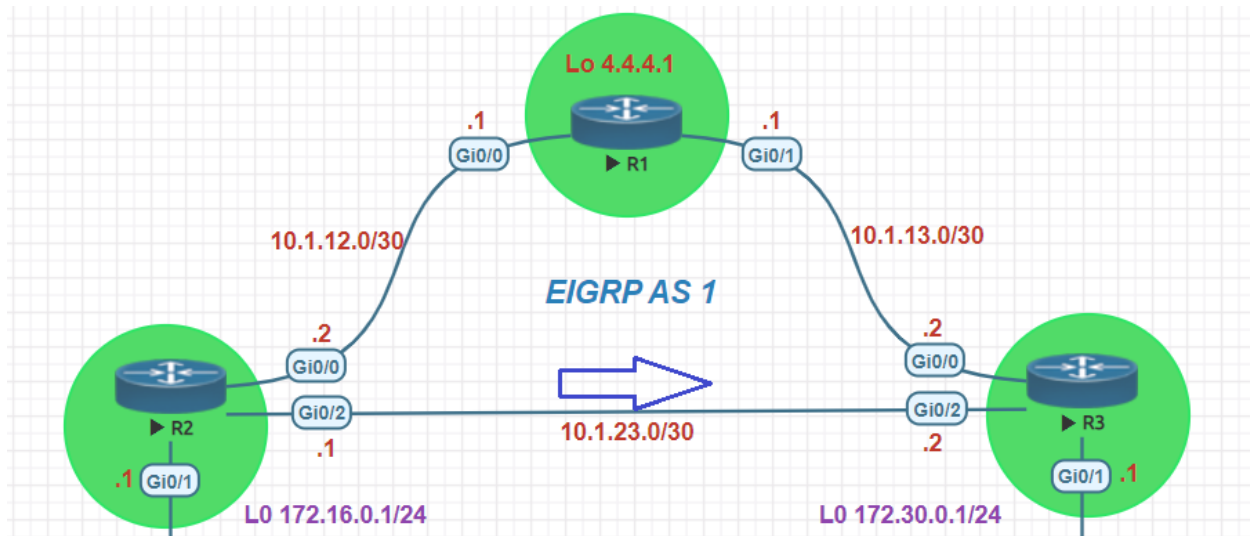 Lo 4.4.4.1
.1
.1
Gi0/0
Gi0/1
R1
10.1.12.0/30
10.1.13.0/30
EIGRP AS 1
.2
.2
Gi0/0
Gi0/0
Gi0/2
Gi0/2
R2
10.1.23.0/30
R3
.1
.2
.1
Gi0/1
Gi0/1
.1
L0 172.16.0.1/24
L0 172.30.0.1/24